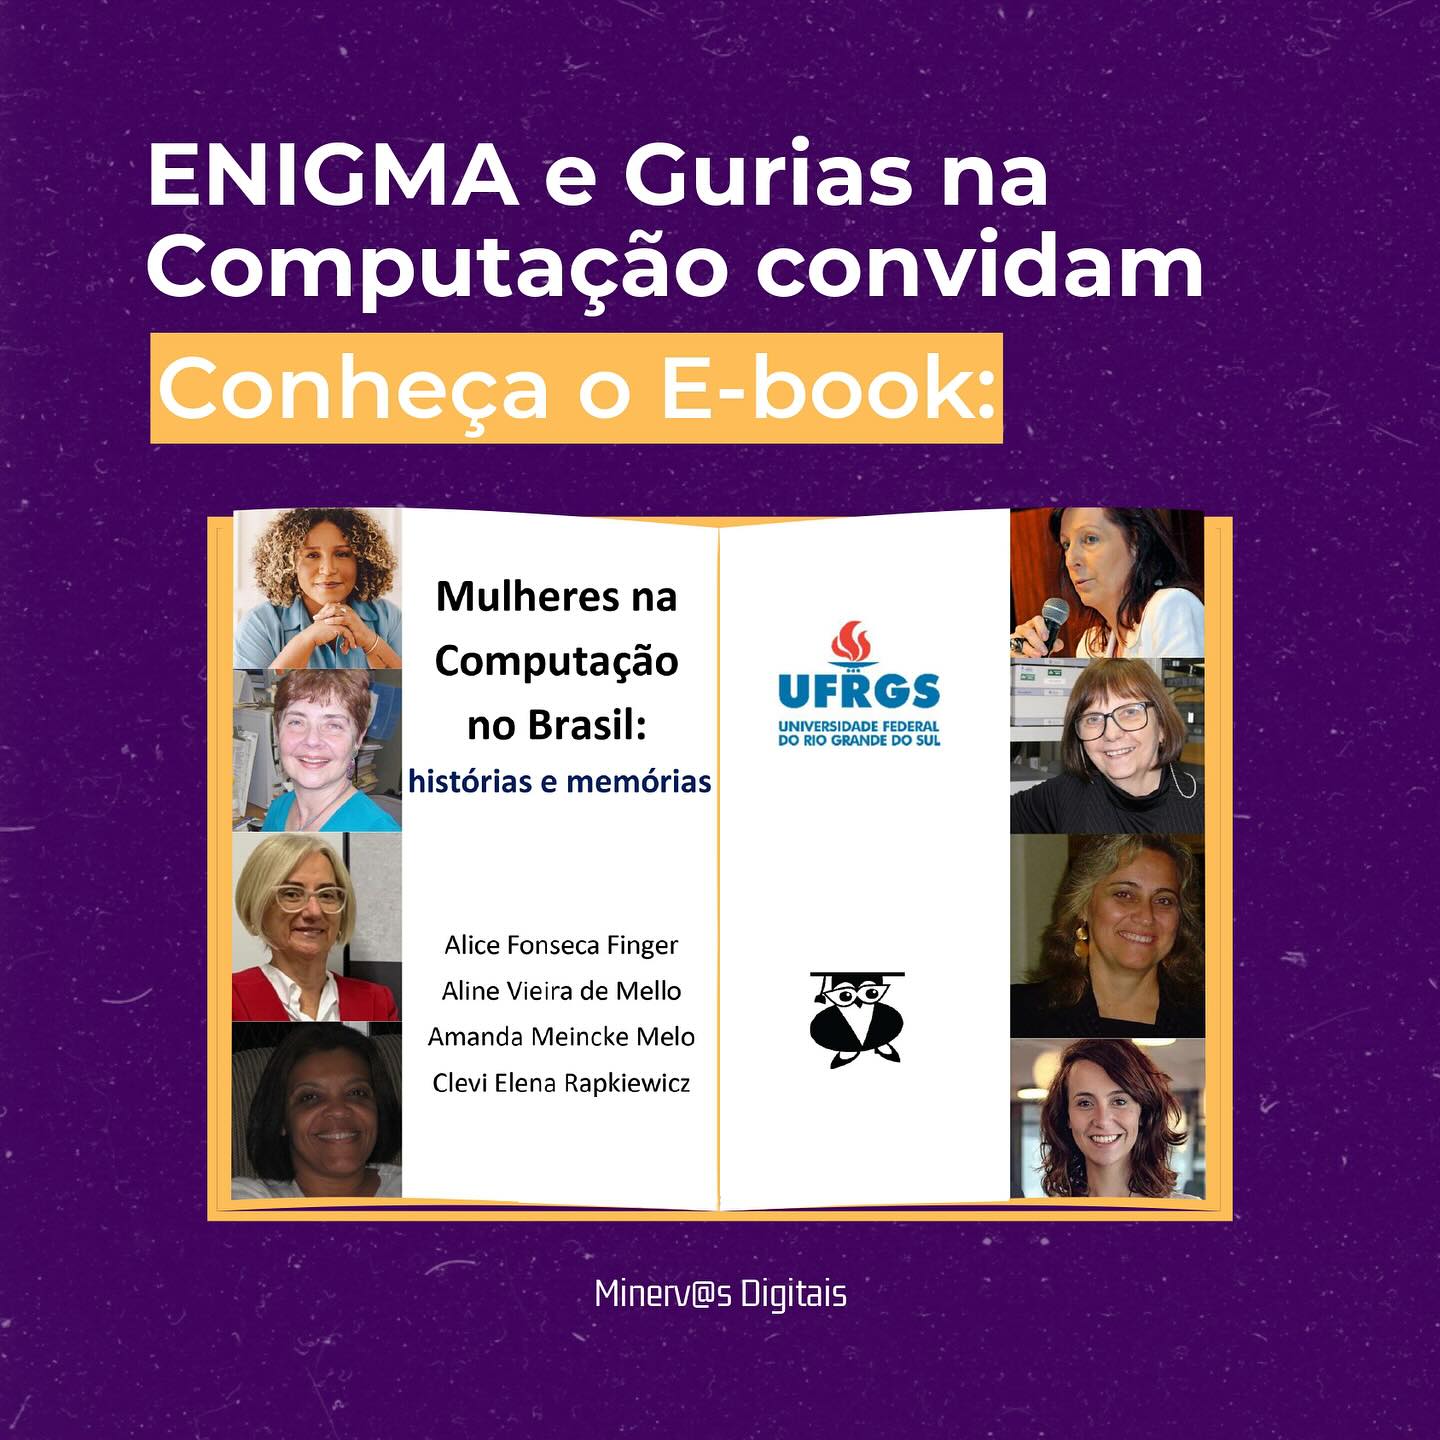 ENIGMA e Gurias na
Computação convidam
Conheça o E-book:
Mulheres na
Computação
no Brasil:
histórias e memórias
Alice Fonseca Finger
Aline Vieira de Mello
Amanda Meincke Melo
Clevi Elena Rapkiewicz
UFRGS
UNIVERSIDADE FEDERAL
DO RIO GRANDE DO SUL
Minerv@s Digitais